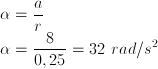 α = a/r
α = 8/0,25 = 32 rad/s²